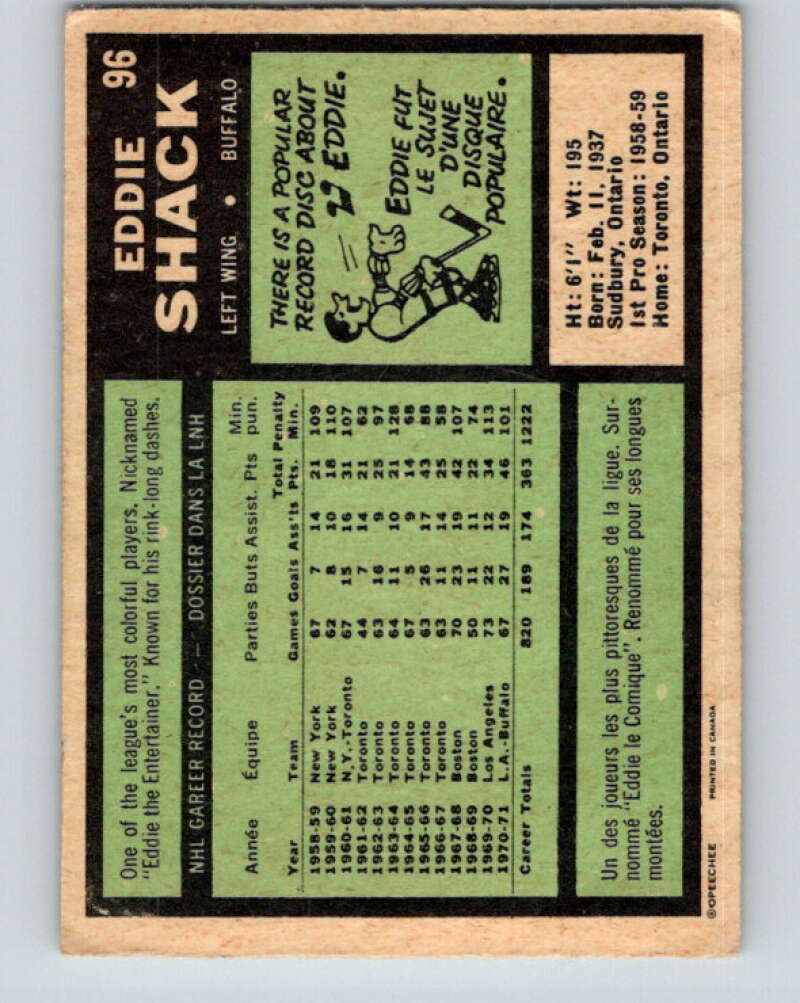 EDDIE 96
SHACK
LEFT WING • BUFFALO
One of the league's most colorful players. Nicknamed
"Eddie the Entertainer." Known for his rink-long dashes.
NHL CAREER RECORD — DOSSIER DANS LA LNH
Année Équipe Parties Buts Assist. Pts Min. pun.
Year Team Games Goals Ass'ts Total Pts. Penalty Min.
1958-59 New York 67 7 14 21 109
1959-60 New York 62 8 10 18 110
1960-61 N.Y.-Toronto 67 15 16 31 107
1961-62 Toronto 44 7 14 21 62
1962-63 Toronto 63 16 9 25 97
1963-64 Toronto 64 11 10 21 128
1964-65 Toronto 67 5 9 14 68
1965-66 Toronto 63 26 17 43 88
1966-67 Toronto 63 11 14 25 58
1967-68 Boston 70 23 19 42 107
1968-69 Boston 50 11 11 22 74
1969-70 Los Angeles 73 22 12 34 113
1970-71 L.A.-Buffalo 67 27 19 46 101
Career Totals 820 189 174 363 1222
Un des joueurs les plus pittoresques de la ligue. Sur-
nommé "Eddie le Comique". Renommé pour ses longues
montées.
THERE IS A POPULAR
RECORD DISC ABOUT
EDDIE.
EDDIE FUT
LE SUJET
D'UNE
DISQUE
POPULAIRE.
Ht: 6'1" Wt: 195
Born: Feb. 11, 1937
Sudbury, Ontario
1st Pro Season: 1958-59
Home: Toronto, Ontario
©OPEECHEE PRINTED IN CANADA